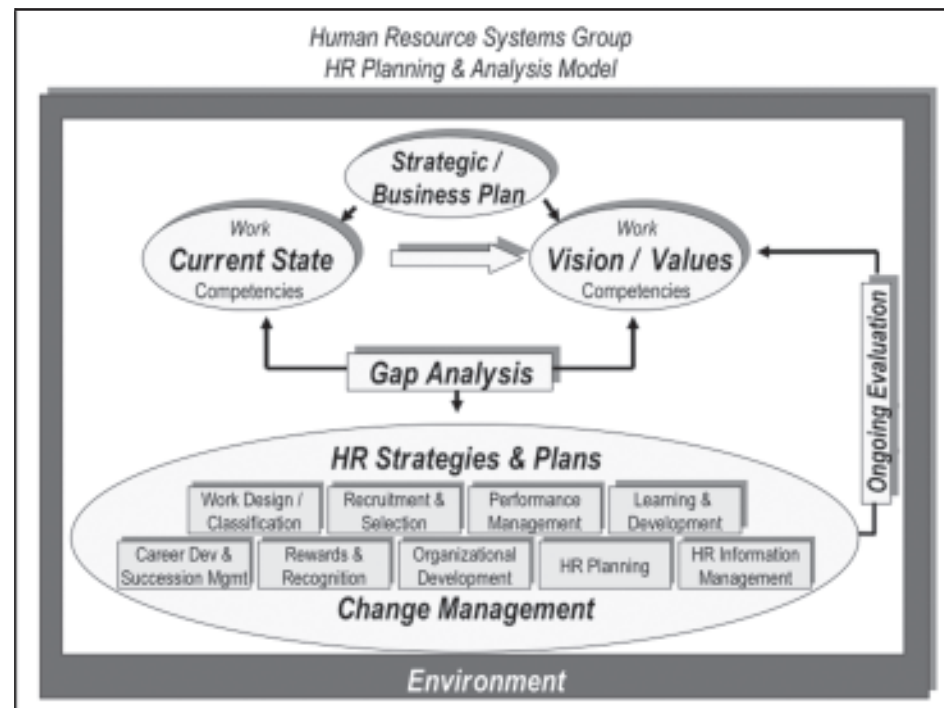 Human Resource Systems Group
HR Planning & Analysis Model
Strategic /
Business Plan
Work
Current State
Competencies
Work
Vision / Values
Competencies
Gap Analysis
Ongoing Evaluation
HR Strategies & Plans
Work Design /
Classification
Recruitment &
Selection
Performance
Management
Learning &
Development
Career Dev &
Succession Mgmt
Rewards &
Recognition
Organizational
Development
HR Planning
HR Information
Management
Change Management
Environment